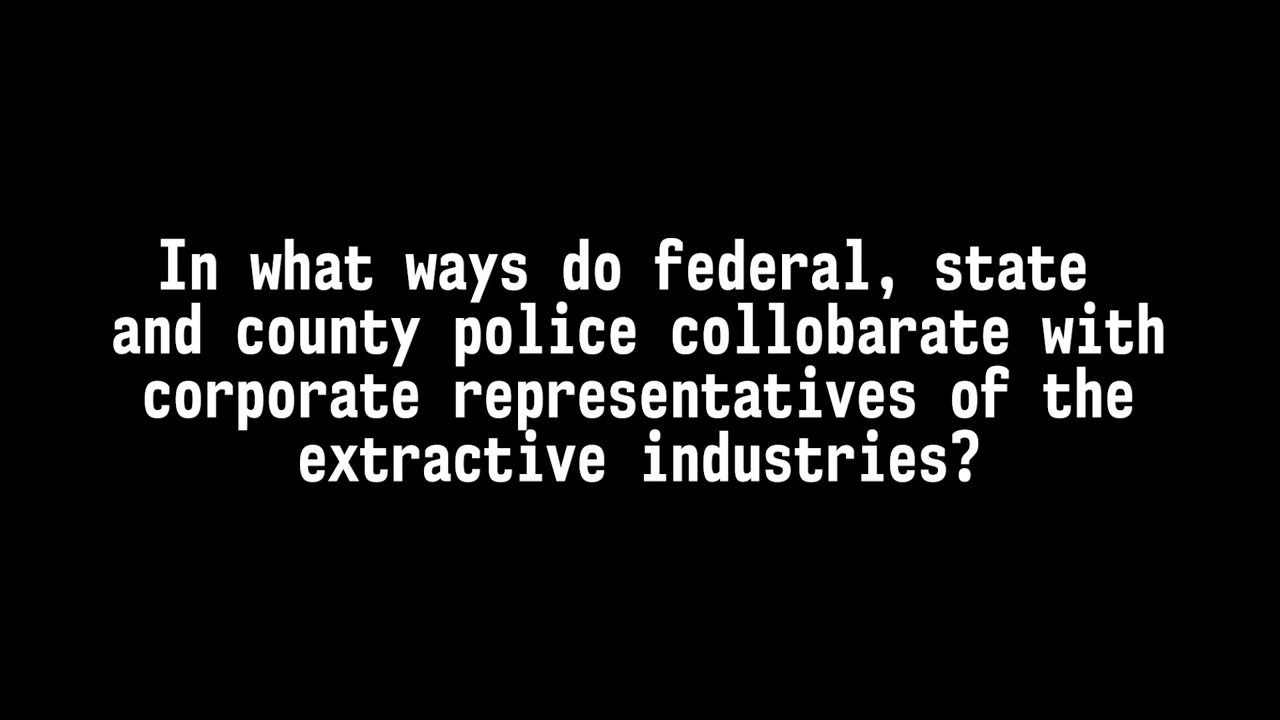 In what ways do federal, state
and county police collobarate with
corporate representatives of the
extractive industries?